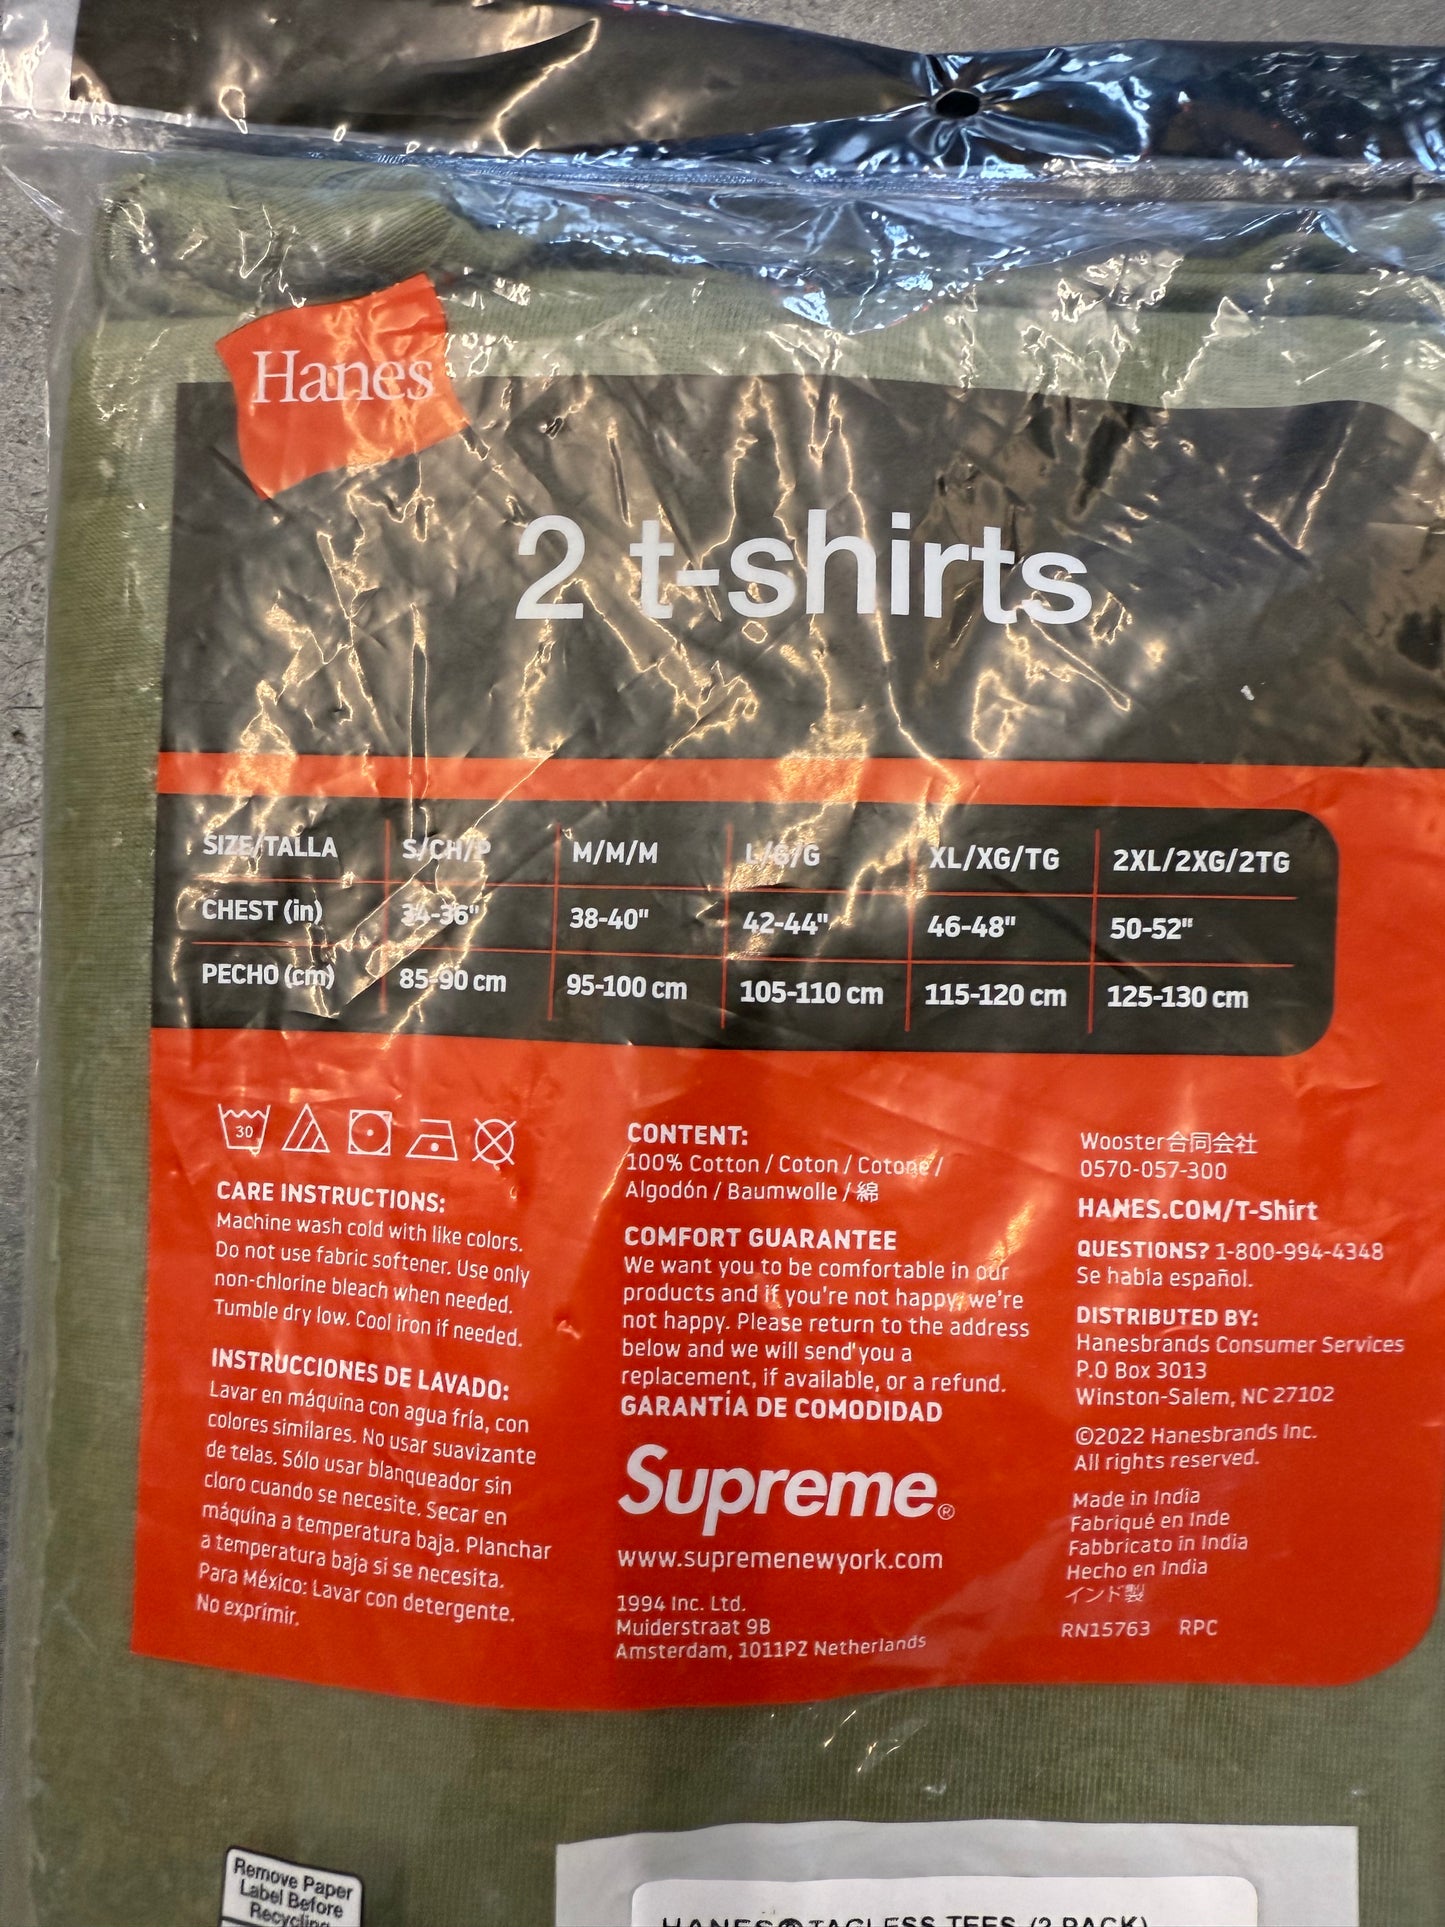 Hanes
2 t-shirts
SIZE/TALLA S/CH/P M/M/M L/G/G XL/XG/TG 2XL/2XG/2TG
CHEST (in) 34-36" 38-40" 42-44" 46-48" 50-52"
PECHO (cm) 85-90 cm 95-100 cm 105-110 cm 115-120 cm 125-130 cm
30
CARE INSTRUCTIONS:
Machine wash cold with like colors.
Do not use fabric softener. Use only
non-chlorine bleach when needed.
Tumble dry low. Cool iron if needed.
INSTRUCCIONES DE LAVADO:
Lavar en máquina con agua fría, con
colores similares. No usar suavizante
de telas. Sólo usar blanqueador sin
cloro cuando se necesite. Secar en
máquina a temperatura baja. Planchar
a temperatura baja si se necesita.
Para México: Lavar con detergente.
No exprimir.
CONTENT:
100% Cotton / Coton / Cotone /
Algodón / Baumwolle / 綿
COMFORT GUARANTEE
We want you to be comfortable in our
products and if you're not happy, we're
not happy. Please return to the address
below and we will send you a
replacement, if available, or a refund.
GARANTÍA DE COMODIDAD
Supreme®
www.supremenewyork.com
1994 Inc. Ltd.
Muiderstraat 9B
Amsterdam, 1011PZ Netherlands
Wooster合同会社
0570-057-300
HANES.COM/T-Shirt
QUESTIONS? 1-800-994-4348
Se habla español.
DISTRIBUTED BY:
Hanesbrands Consumer Services
P.O Box 3013
Winston-Salem, NC 27102
©2022 Hanesbrands Inc.
All rights reserved.
Made in India
Fabriqué en Inde
Fabbricato in India
Hecho en India
インド製
RN15763 RPC
Remove Paper
Label Before
Recycling
HANES® TAGLESS TEES (2 PACK)